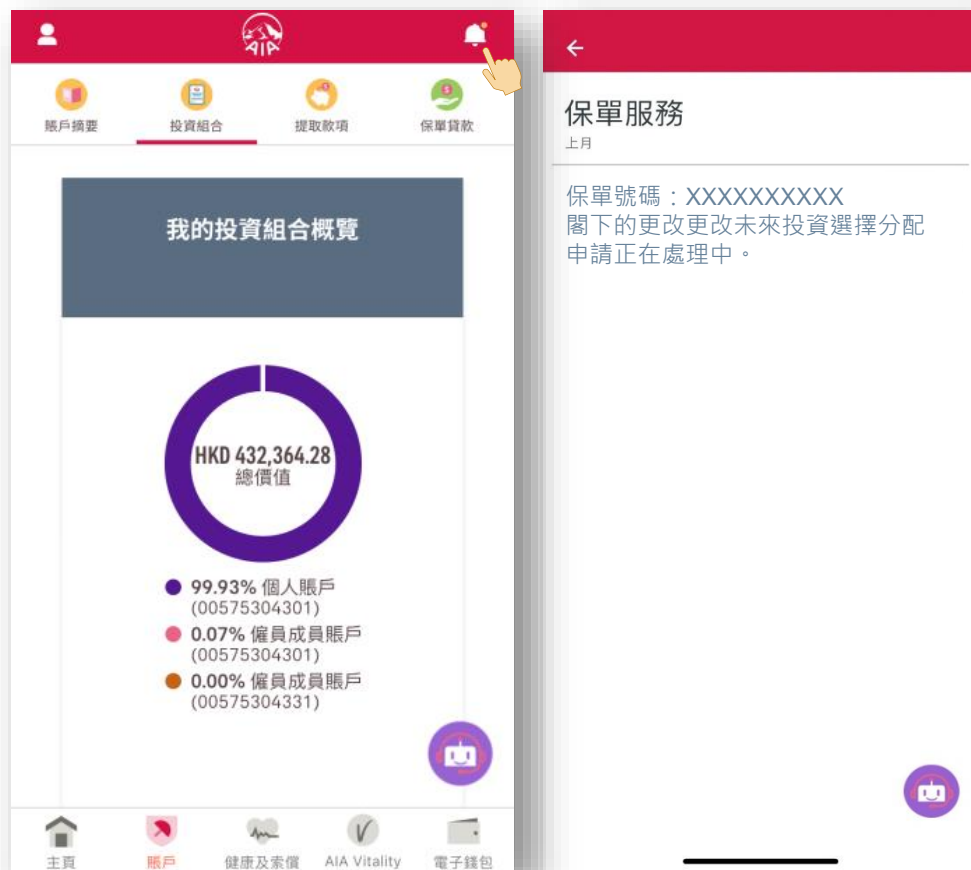 AIA
賬戶摘要
投資組合
提取款項
保單貸款
我的投資組合概覽
HKD 432,364.28
總價值
99.93% 個人賬戶
(00575304301)
0.07% 僱員成員賬戶
(00575304301)
0.00% 僱員成員賬戶
(00575304331)
主頁
賬戶
健康及索償
AIA Vitality
電子錢包
保單服務
上月
保單號碼：XXXXXXXXXX
閣下的更改更改未來投資選擇分配
申請正在處理中。